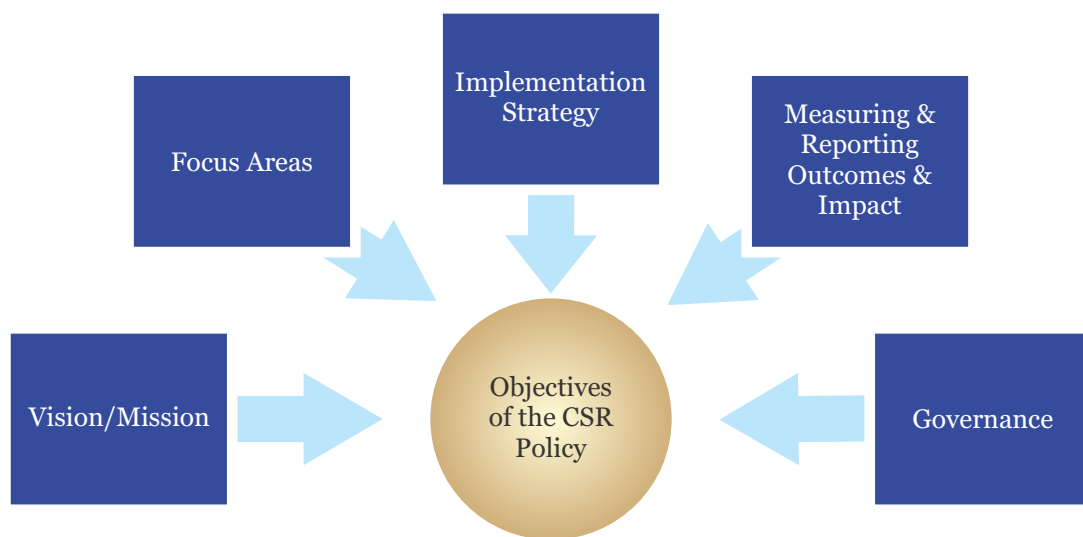 Implementation
Strategy
Focus Areas
Measuring &
Reporting
Outcomes &
Impact
Vision/Mission
Objectives
of the CSR
Policy
Governance